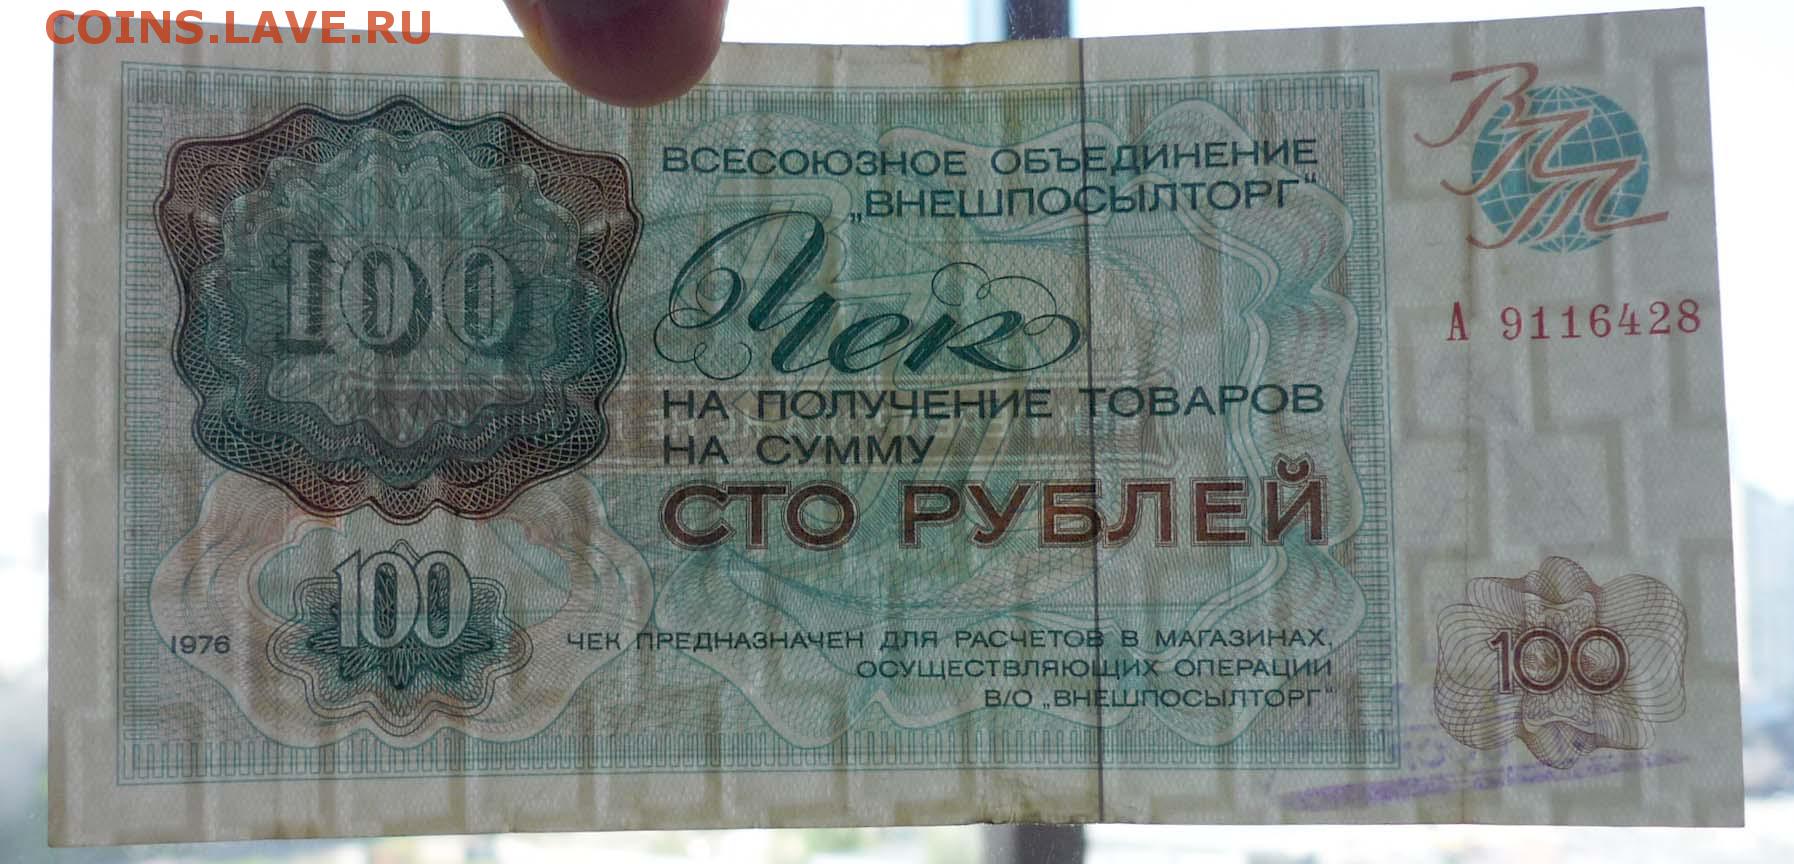 COINS.LAVE.RU
ВСЕСОЮЗНОЕ ОБЪЕДИНЕНИЕ
„ВНЕШПОСЫЛТОРГ“
ВПТ
100
Чек
А 9116428
НА ПОЛУЧЕНИЕ ТОВАРОВ
НА СУММУ
СТО РУБЛЕЙ
100
1976
ЧЕК ПРЕДНАЗНАЧЕН ДЛЯ РАСЧЕТОВ В МАГАЗИНАХ,
ОСУЩЕСТВЛЯЮЩИХ ОПЕРАЦИИ
В/О „ВНЕШПОСЫЛТОРГ“
100